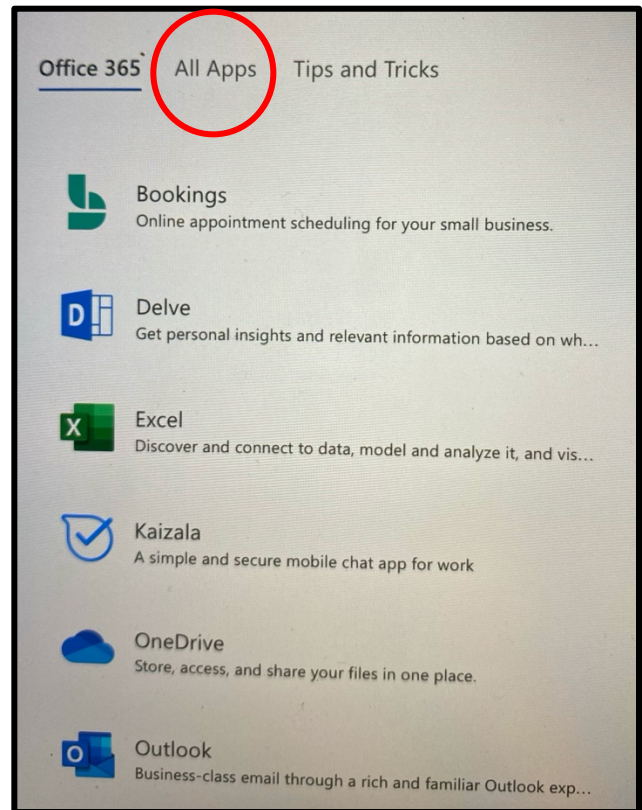 Office 365 All Apps Tips and Tricks
Bookings
Online appointment scheduling for your small business.
Delve
Get personal insights and relevant information based on wh...
Excel
Discover and connect to data, model and analyze it, and vis...
Kaizala
A simple and secure mobile chat app for work
OneDrive
Store, access, and share your files in one place.
Outlook
Business-class email through a rich and familiar Outlook exp...